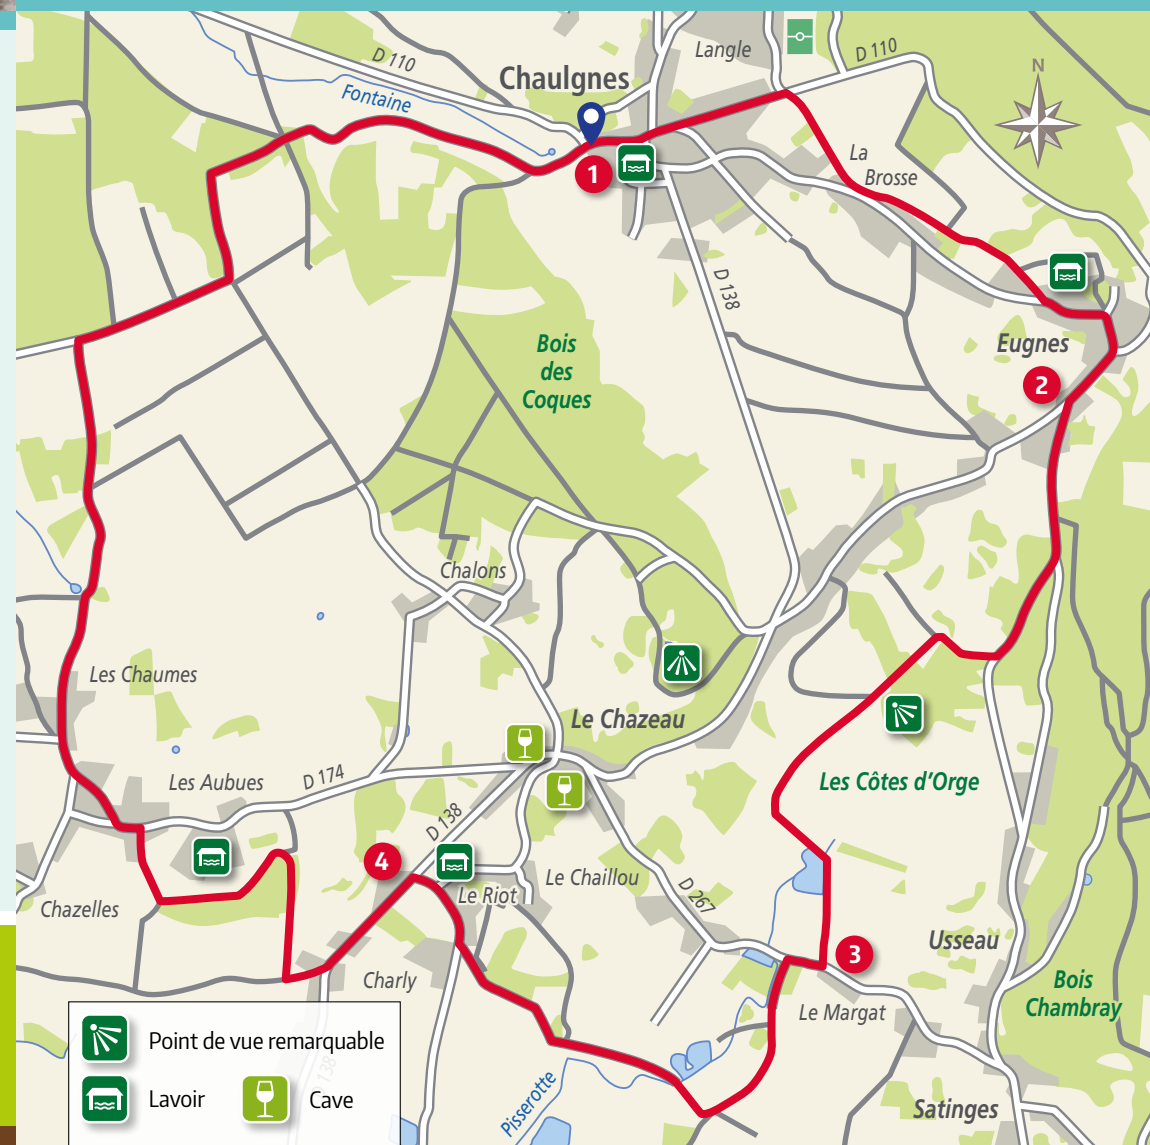 D 110
Fontaine
Chaulgnes
Langle
D 110
N
La
Brosse
1
D 138
Eugnes
2
Bois
des
Coques
Chalons
Les Chaumes
Le Chazeau
Les Aubues
D 174
Les Côtes d'Orge
D 138
4
Le Riot
Le Chaillou
D 267
Chazelles
Charly
3
Usseau
Le Margat
Bois
Chambray
Pisserotte
Satinges
D 138
Point de vue remarquable
Lavoir
Cave